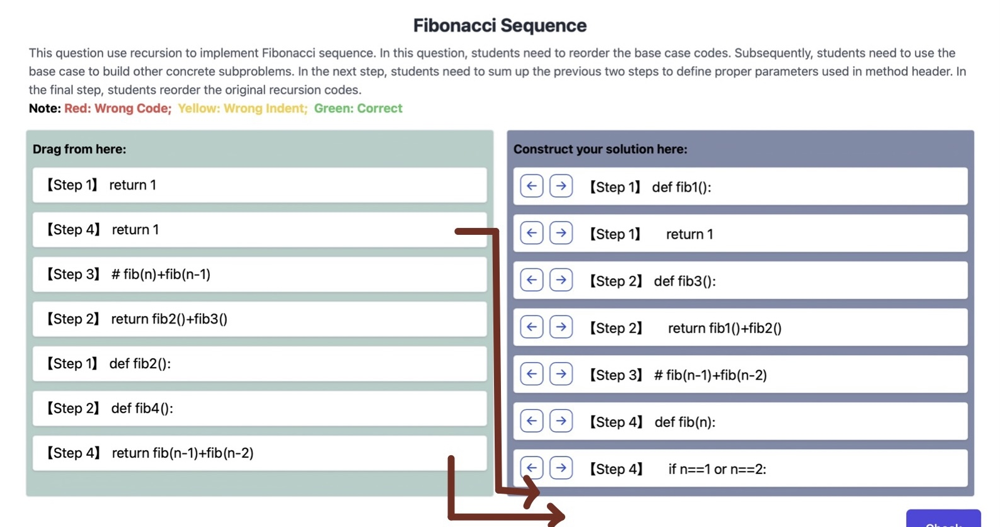 Fibonacci Sequence
This question use recursion to implement Fibonacci sequence. In this question, students need to reorder the base case codes. Subsequently, students need to use the
base case to build other concrete subproblems. In the next step, students need to sum up the previous two steps to define proper parameters used in method header. In
the final step, students reorder the original recursion codes.
Note: Red: Wrong Code; Yellow: Wrong Indent; Green: Correct
Drag from here:
【Step 1】 return 1
【Step 4】 return 1
【Step 3】 # fib(n)+fib(n-1)
【Step 2】 return fib2()+fib3()
【Step 1】 def fib2():
【Step 2】 def fib4():
【Step 4】 return fib(n-1)+fib(n-2)
Construct your solution here:
【Step 1】 def fib1():
【Step 1】 return 1
【Step 2】 def fib3():
【Step 2】 return fib1()+fib2()
【Step 3】 # fib(n-1)+fib(n-2)
【Step 4】 def fib(n):
【Step 4】 if n==1 or n==2: